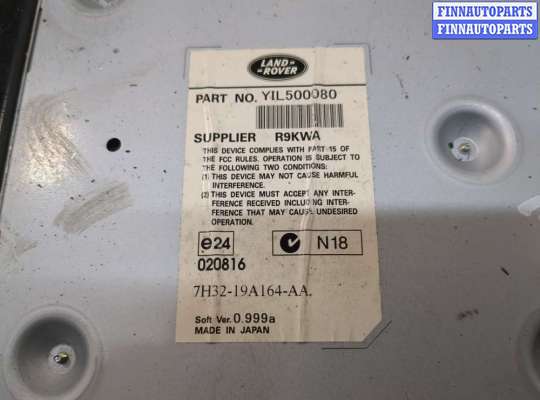 FINNAUTOPARTS
FINNAUTOPARTS
LAND
ROVER
PART NO. YIL500080
SUPPLIER R9KWA
THIS DEVICE COMPLIES WITH PART 15 OF
THE FCC RULES. OPERATION IS SUBJECT TO
THE FOLLOWING TWO CONDITIONS:
(1) THIS DEVICE MAY NOT CAUSE HARMFUL
INTERFERENCE.
(2) THIS DEVICE MUST ACCEPT ANY INTER-
FERENCE RECEIVED INCLUDING INTER-
FERENCE THAT MAY CAUSE UNDESIRED
OPERATION.
e24 N18
020816
7H32-19A164-AA.
Soft Ver. 0.999a
MADE IN JAPAN